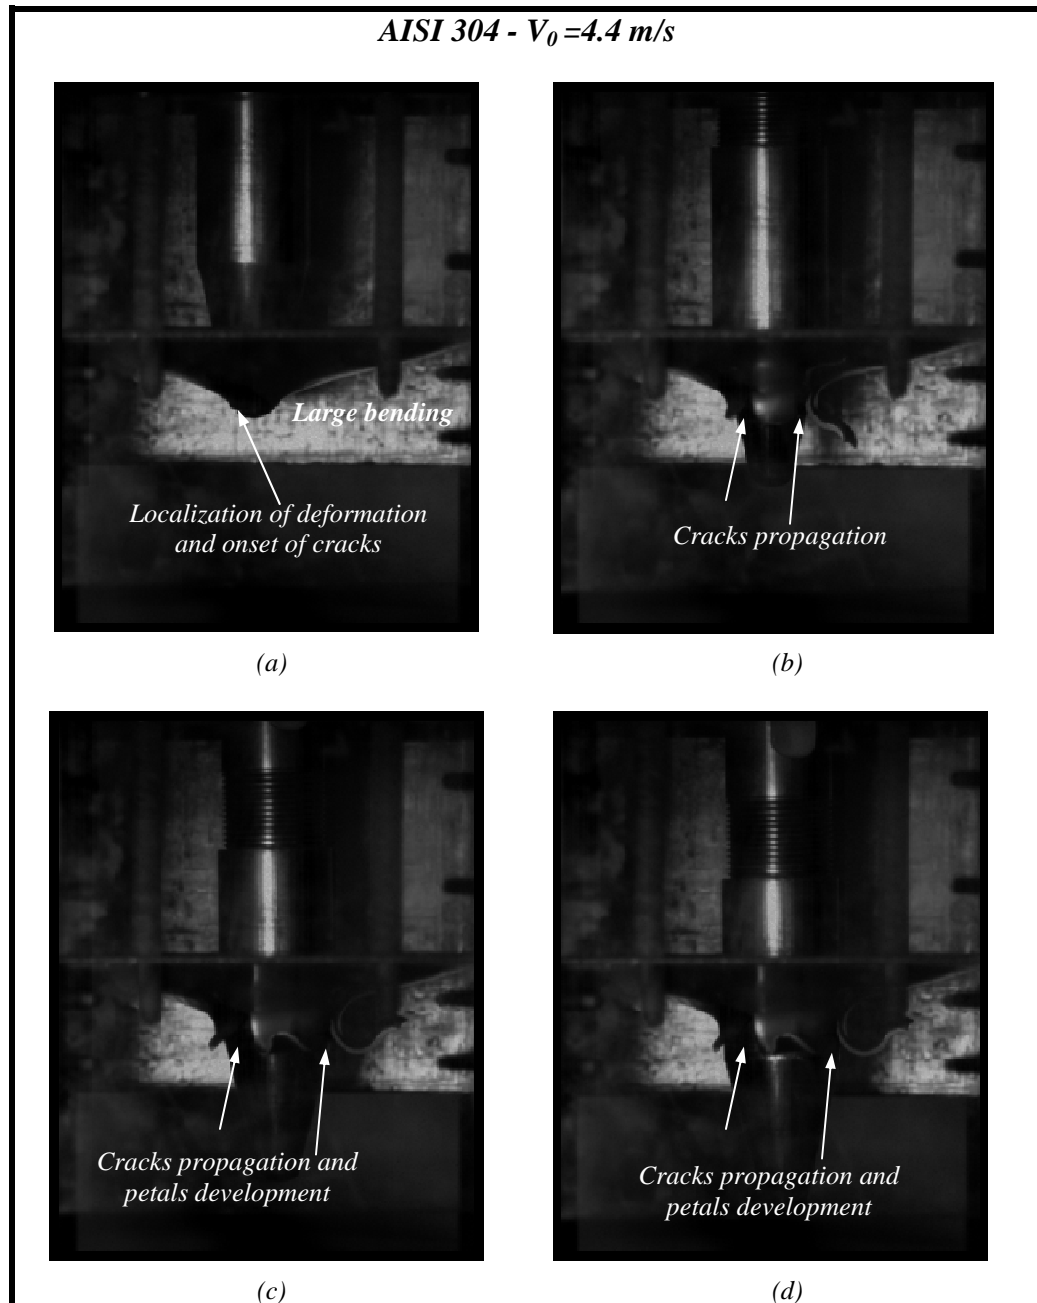 AISI 304 - V₀ =4.4 m/s
Large bending
Localization of deformation
and onset of cracks
(a)
Cracks propagation
(b)
Cracks propagation and
petals development
(c)
Cracks propagation and
petals development
(d)